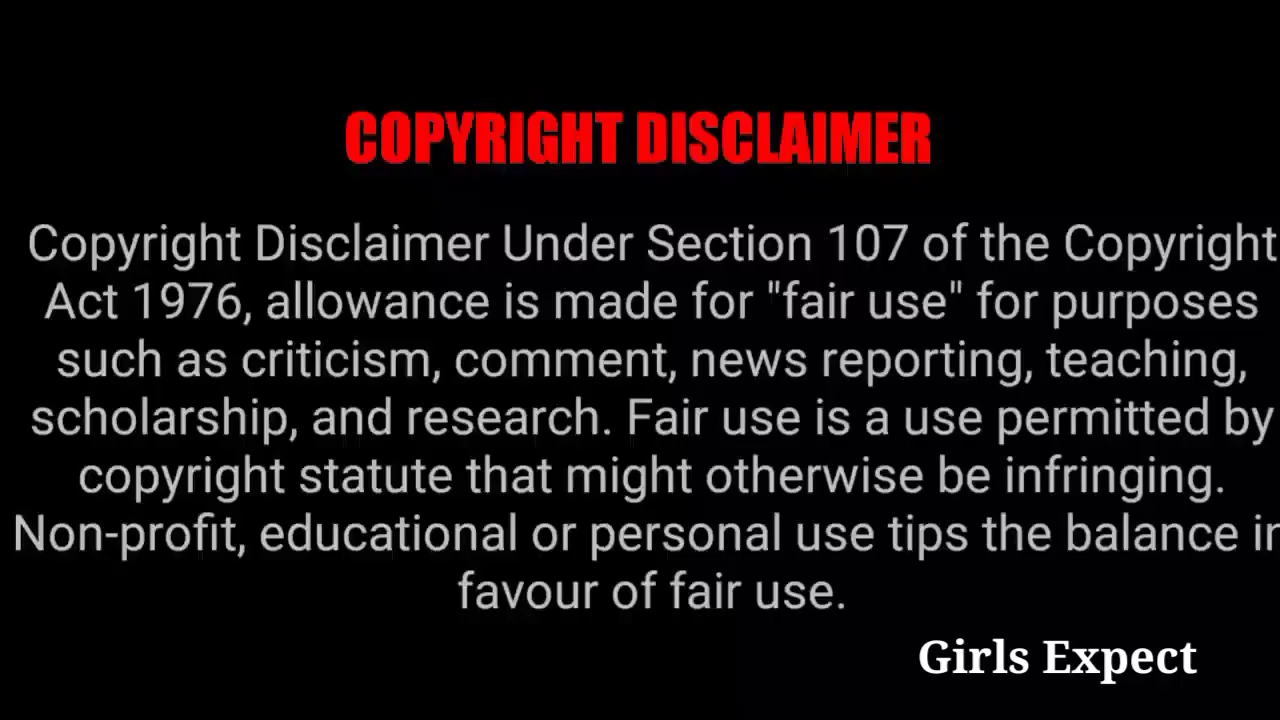 COPYRIGHT DISCLAIMER
Copyright Disclaimer Under Section 107 of the Copyright
Act 1976, allowance is made for "fair use" for purposes
such as criticism, comment, news reporting, teaching,
scholarship, and research. Fair use is a use permitted by
copyright statute that might otherwise be infringing.
Non-profit, educational or personal use tips the balance in
favour of fair use.
Girls Expect